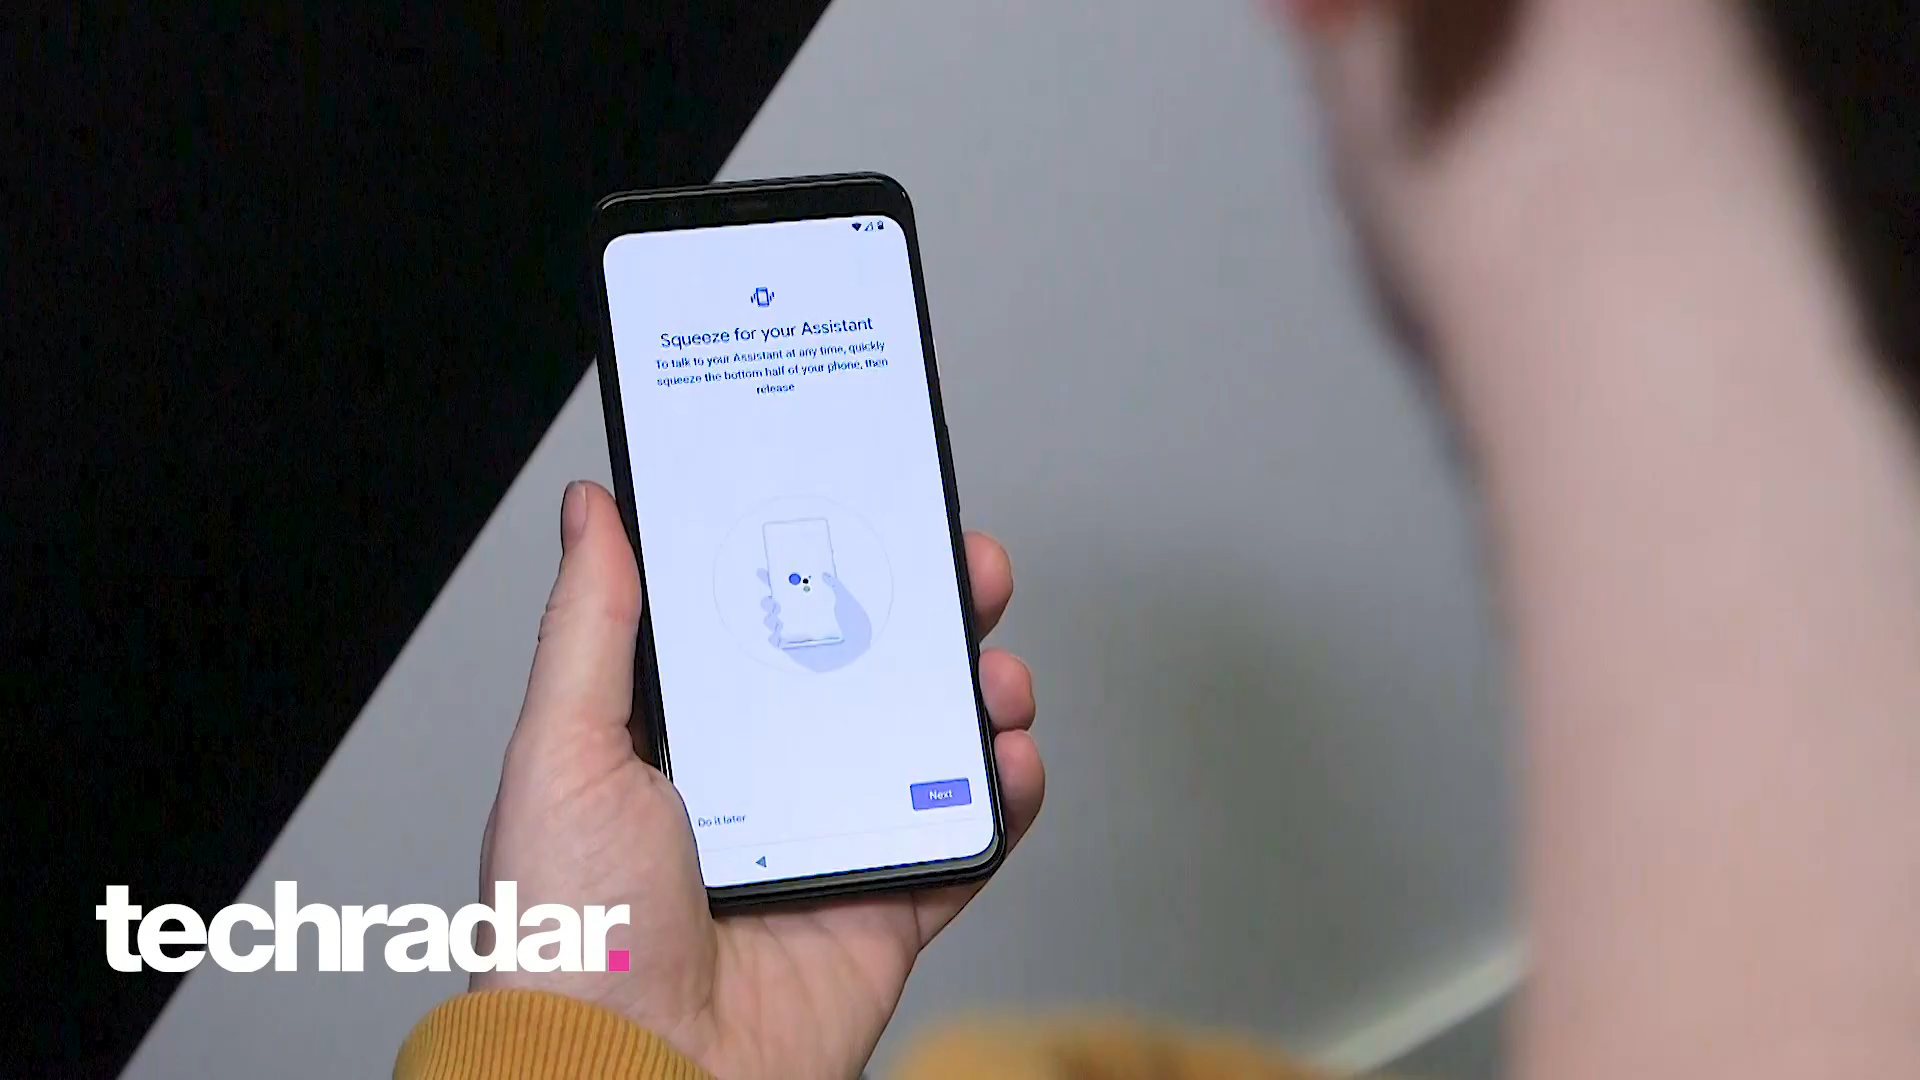 Squeeze for your Assistant
To talk to your Assistant at any time, quickly
squeeze the bottom half of your phone, then
release
Next
Do it later
techradar.